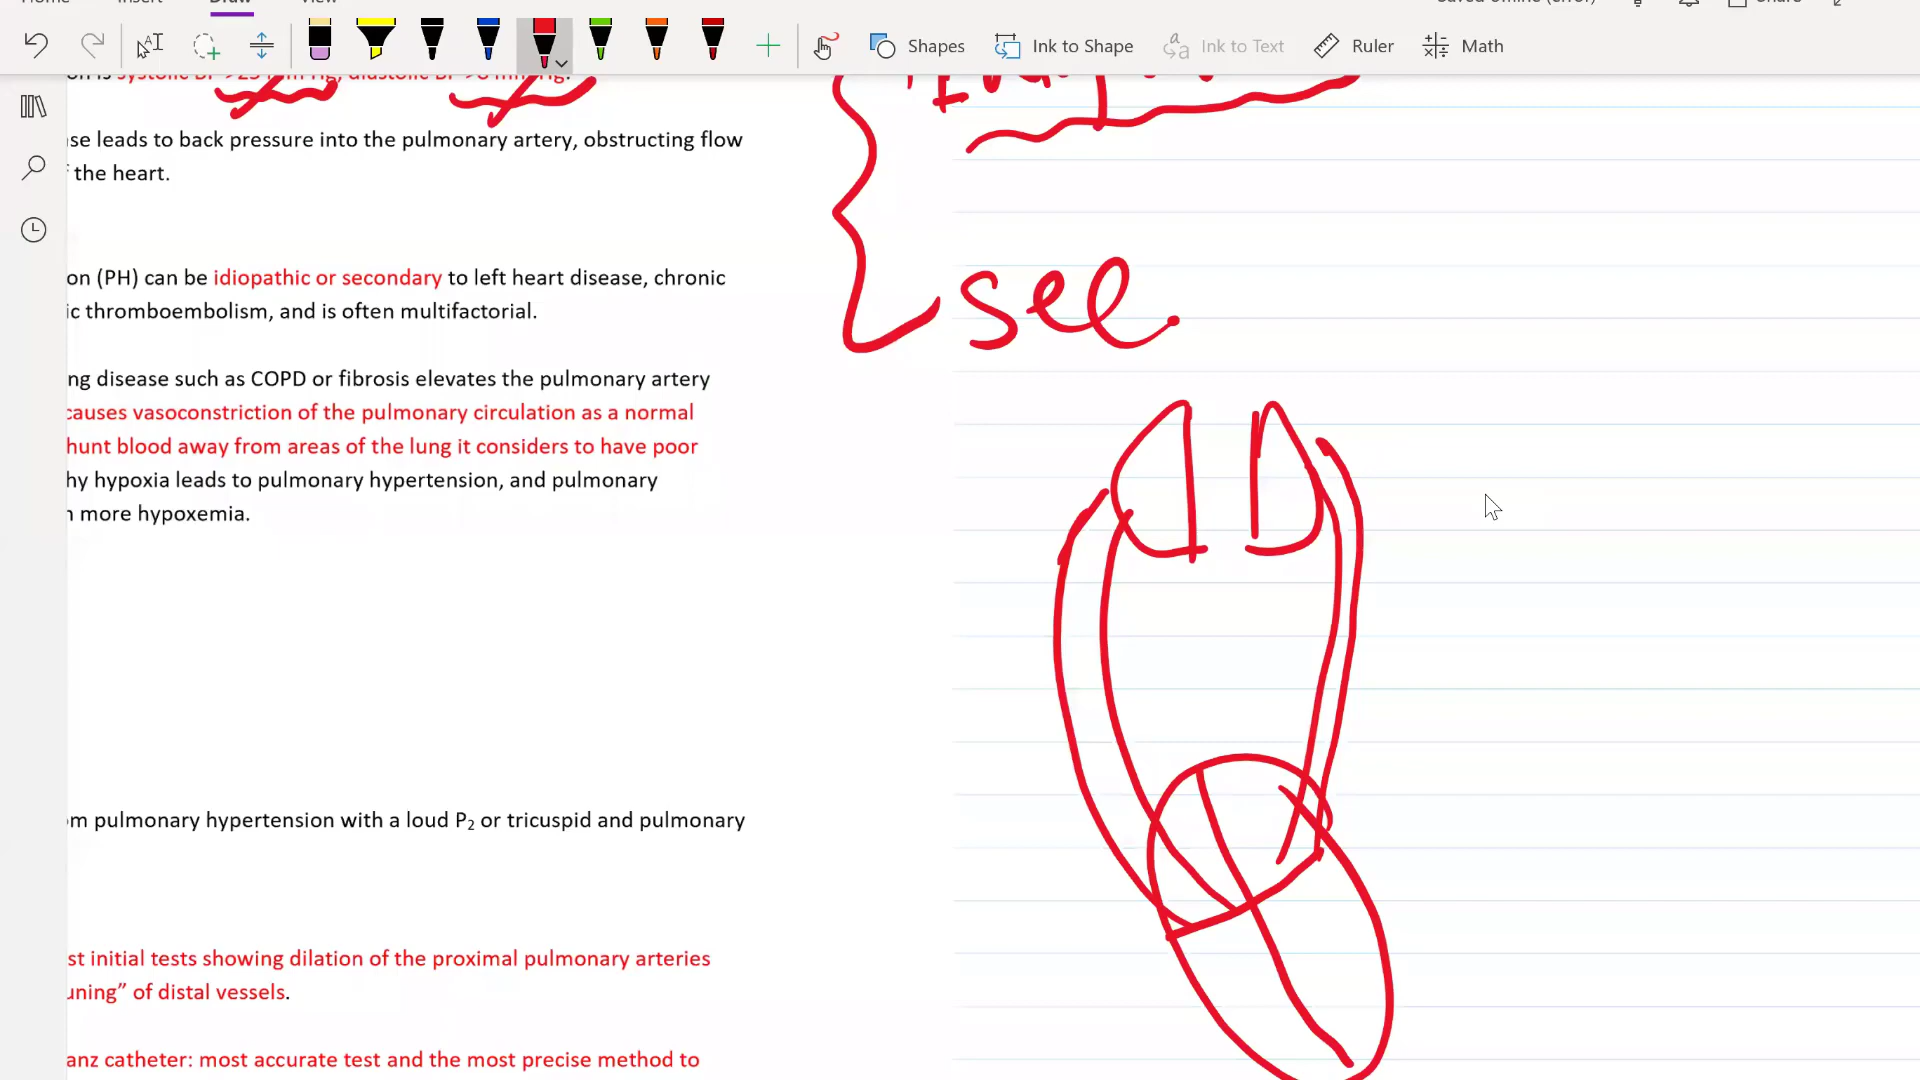 Draw
Shapes
Ink to Shape
Ink to Text
Ruler
Math
ase leads to back pressure into the pulmonary artery, obstructing flow
the heart.
on (PH) can be idiopathic or secondary to left heart disease, chronic
ic thromboembolism, and is often multifactorial.
ng disease such as COPD or fibrosis elevates the pulmonary artery
causes vasoconstriction of the pulmonary circulation as a normal
hunt blood away from areas of the lung it considers to have poor
hy hypoxia leads to pulmonary hypertension, and pulmonary
n more hypoxemia.
om pulmonary hypertension with a loud P₂ or tricuspid and pulmonary
st initial tests showing dilation of the proximal pulmonary arteries
uning” of distal vessels.
anz catheter: most accurate test and the most precise method to
see